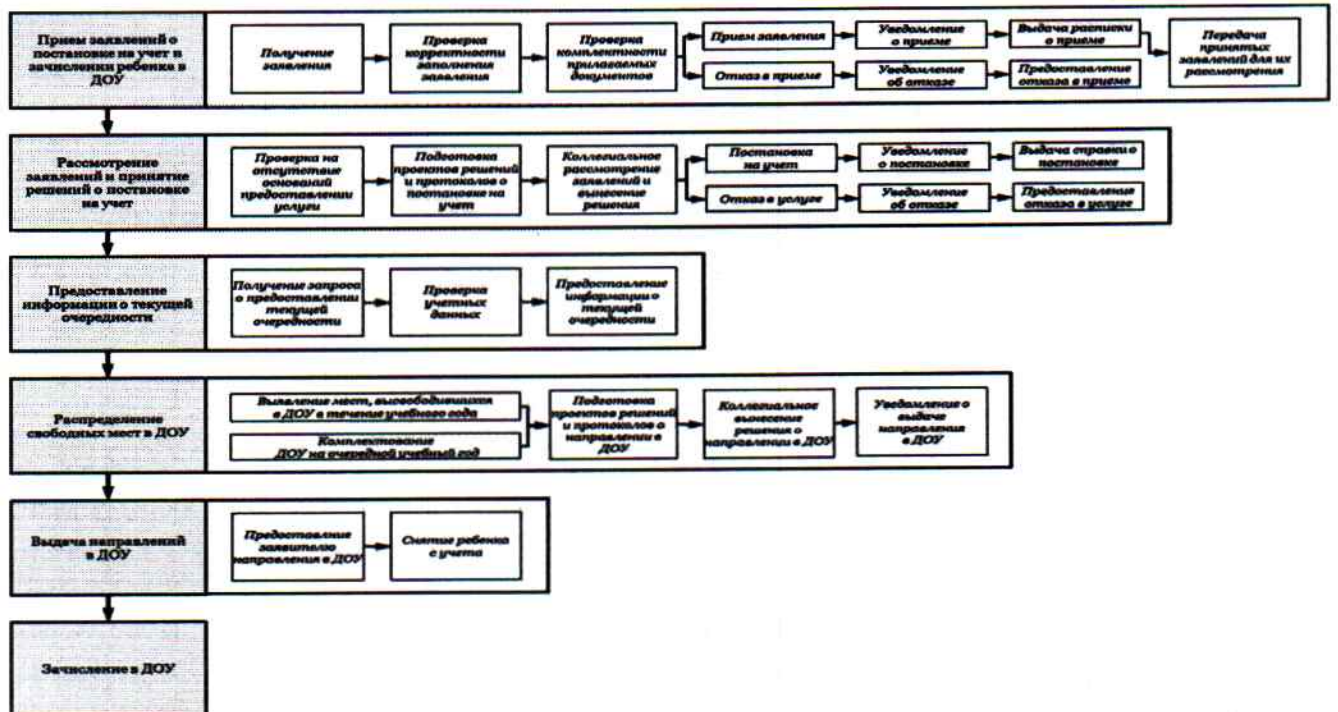 Прием заявлений о
постановке на учет и
зачислении ребенка в
ДОУ
Получение
заявления
Проверка
корректности
заполнения
заявления
Проверка
комплектности
прилагаемых
документов
Прием заявления
Уведомление
о приеме
Выдача расписки
о приеме
Передача
принятых
заявлений для их
рассмотрения
Отказ в приеме
Уведомление
об отказе
Предоставление
отказа в приеме
Рассмотрение
заявлений и принятие
решений о постановке
на учет
Проверка на
отсутствие
оснований
предоставлении
услуги
Подготовка
проектов решений
и протоколов о
постановке на
учет
Коллегиальное
рассмотрение
заявлений и
вынесение
решения
Постановка
на учет
Уведомление
о постановке
Выдача справки о
постановке
Отказ в услуге
Уведомление
об отказе
Предоставление
отказа в услуге
Предоставление
информации о текущей
очередности
Получение запроса
о предоставлении
текущей
очередности
Проверка
учетных
данных
Предоставление
информации о
текущей
очередности
Распределение
свободных мест в ДОУ
Выявление мест, высвободившихся
в ДОУ в течение учебного года
Комплектование
ДОУ на очередной учебный год
Подготовка
проектов решений
и протоколов о
направлении в
ДОУ
Коллегиальное
вынесение
решения о
направлении в ДОУ
Уведомление о
выдаче
направления
в ДОУ
Выдача направлений
в ДОУ
Предоставлние
заявителю
направления в ДОУ
Снятие ребенка
с учета
Зачисление в ДОУ